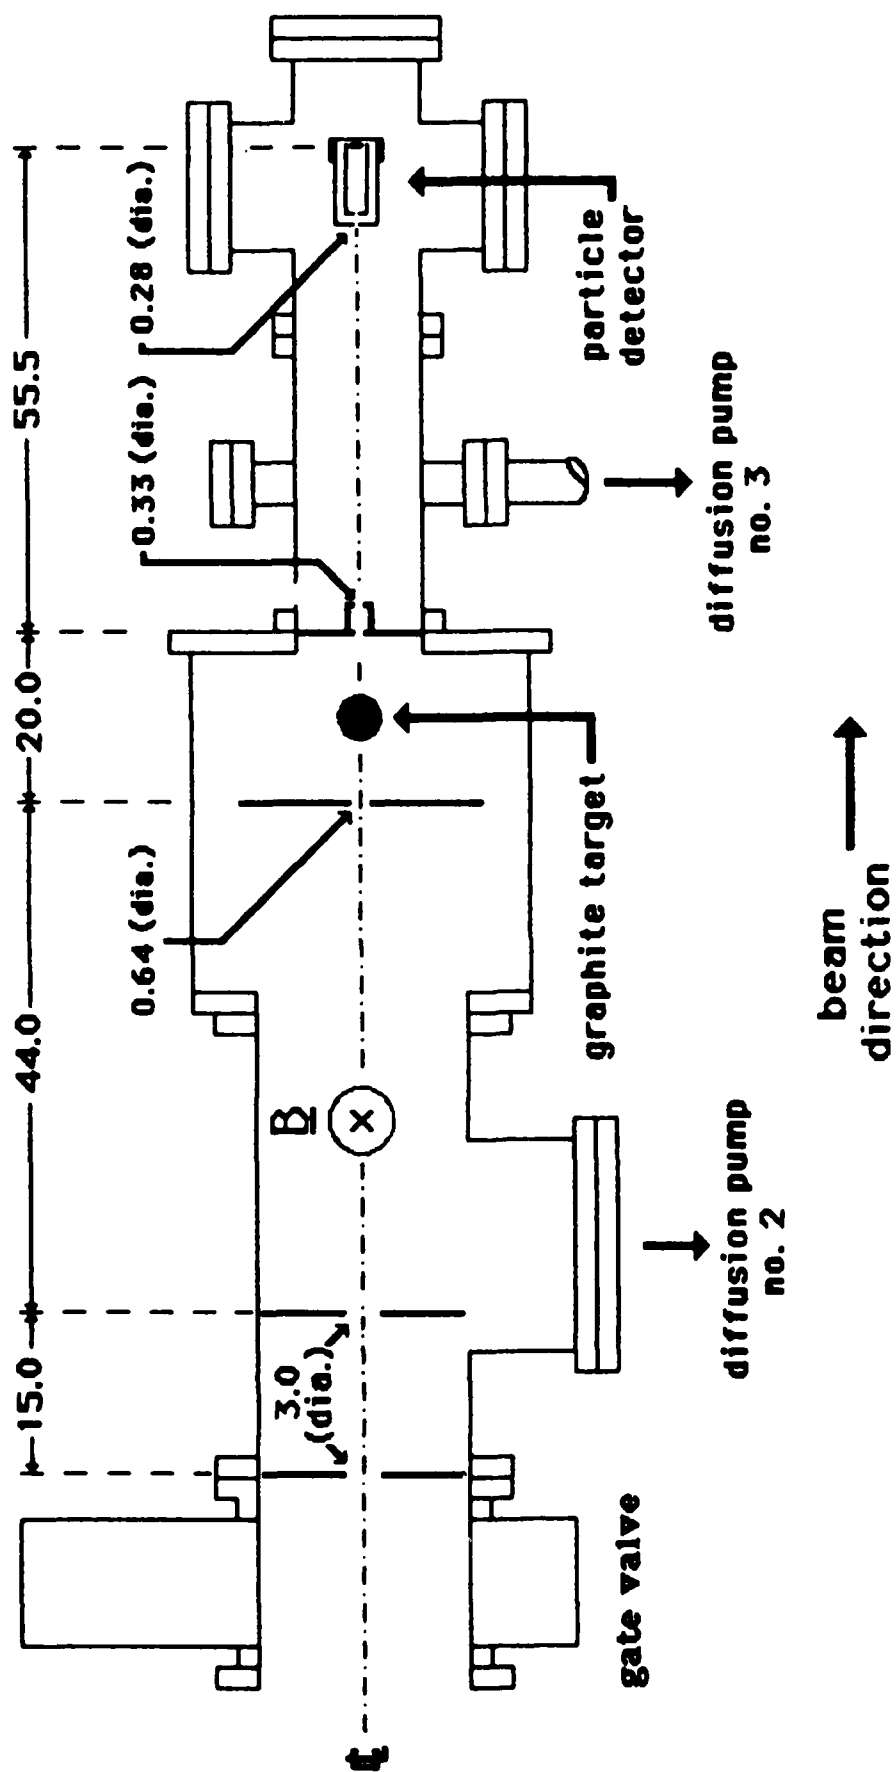 15.0
44.0
20.0
55.5
3.0
(dia.)
0.64 (dia.)
0.33 (dia.)
0.28 (dia.)
B
x
℄
gate valve
diffusion pump
no. 2
graphite target
diffusion pump
no. 3
particle
detector
beam
direction